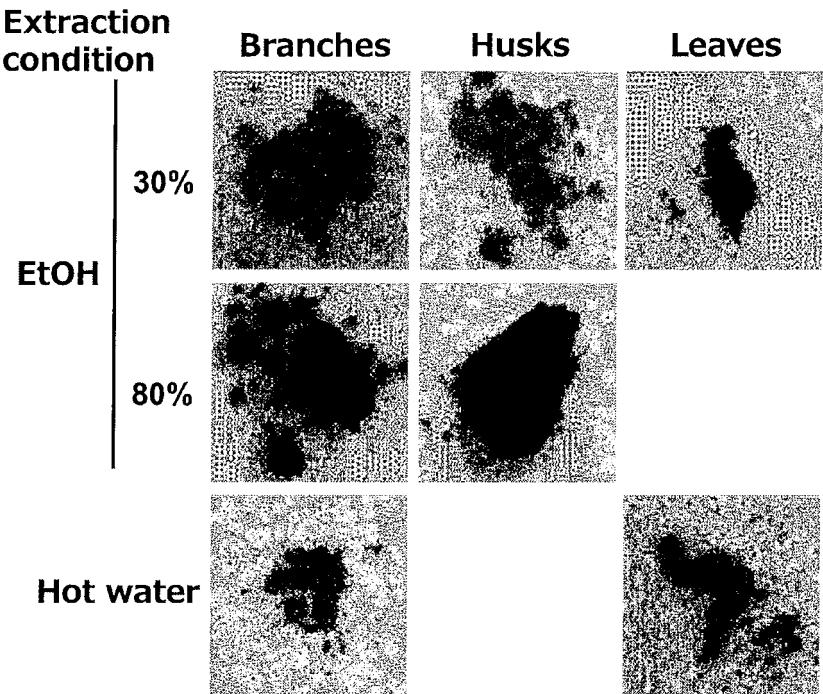 Extraction
condition
Branches
Husks
Leaves
30%
EtOH
80%
Hot water